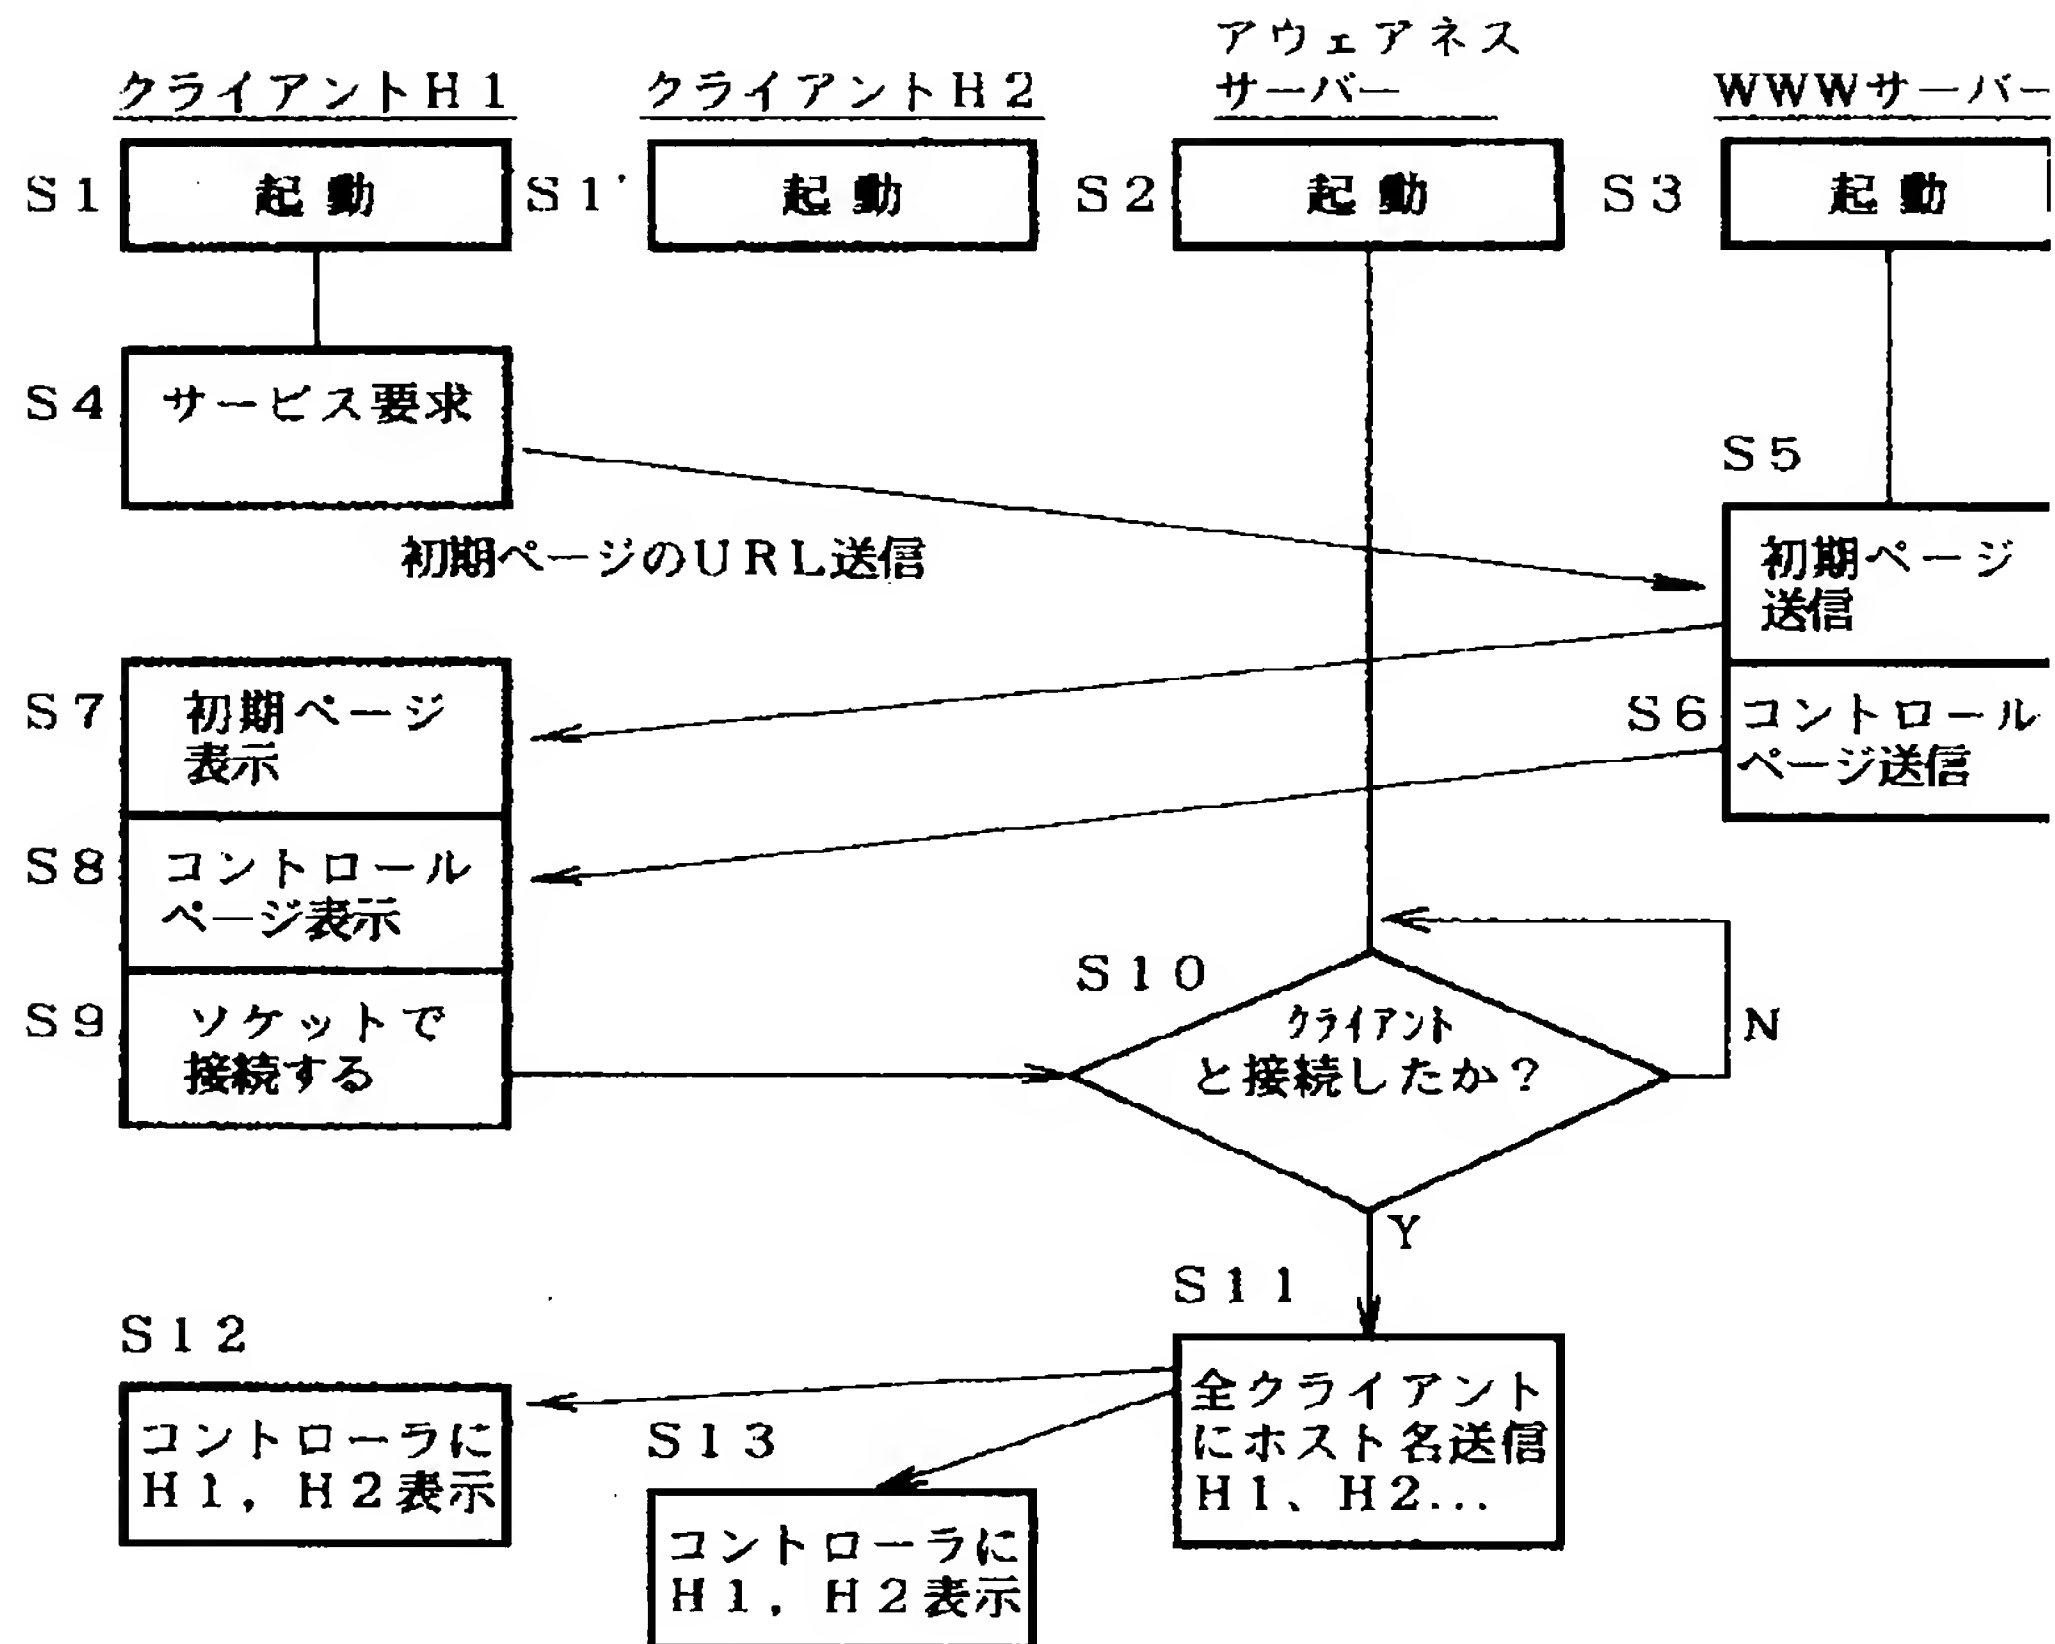 クライアントH1
クライアントH2
アウェアネス
サーバー
WWWサーバー
S1
起動
S1'
起動
S2
起動
S3
起動
S4
サービス要求
S5
初期ページのURL送信
初期ページ
送信
S7
初期ページ
表示
S6
コントロール
ページ送信
S8
コントロール
ページ表示
S10
S9
ソケットで
接続する
クライアント
と接続したか?
N
Y
S11
S12
全クライアント
にホスト名送信
H1、H2...
コントローラに
H1, H2表示
S13
コントローラに
H1, H2表示